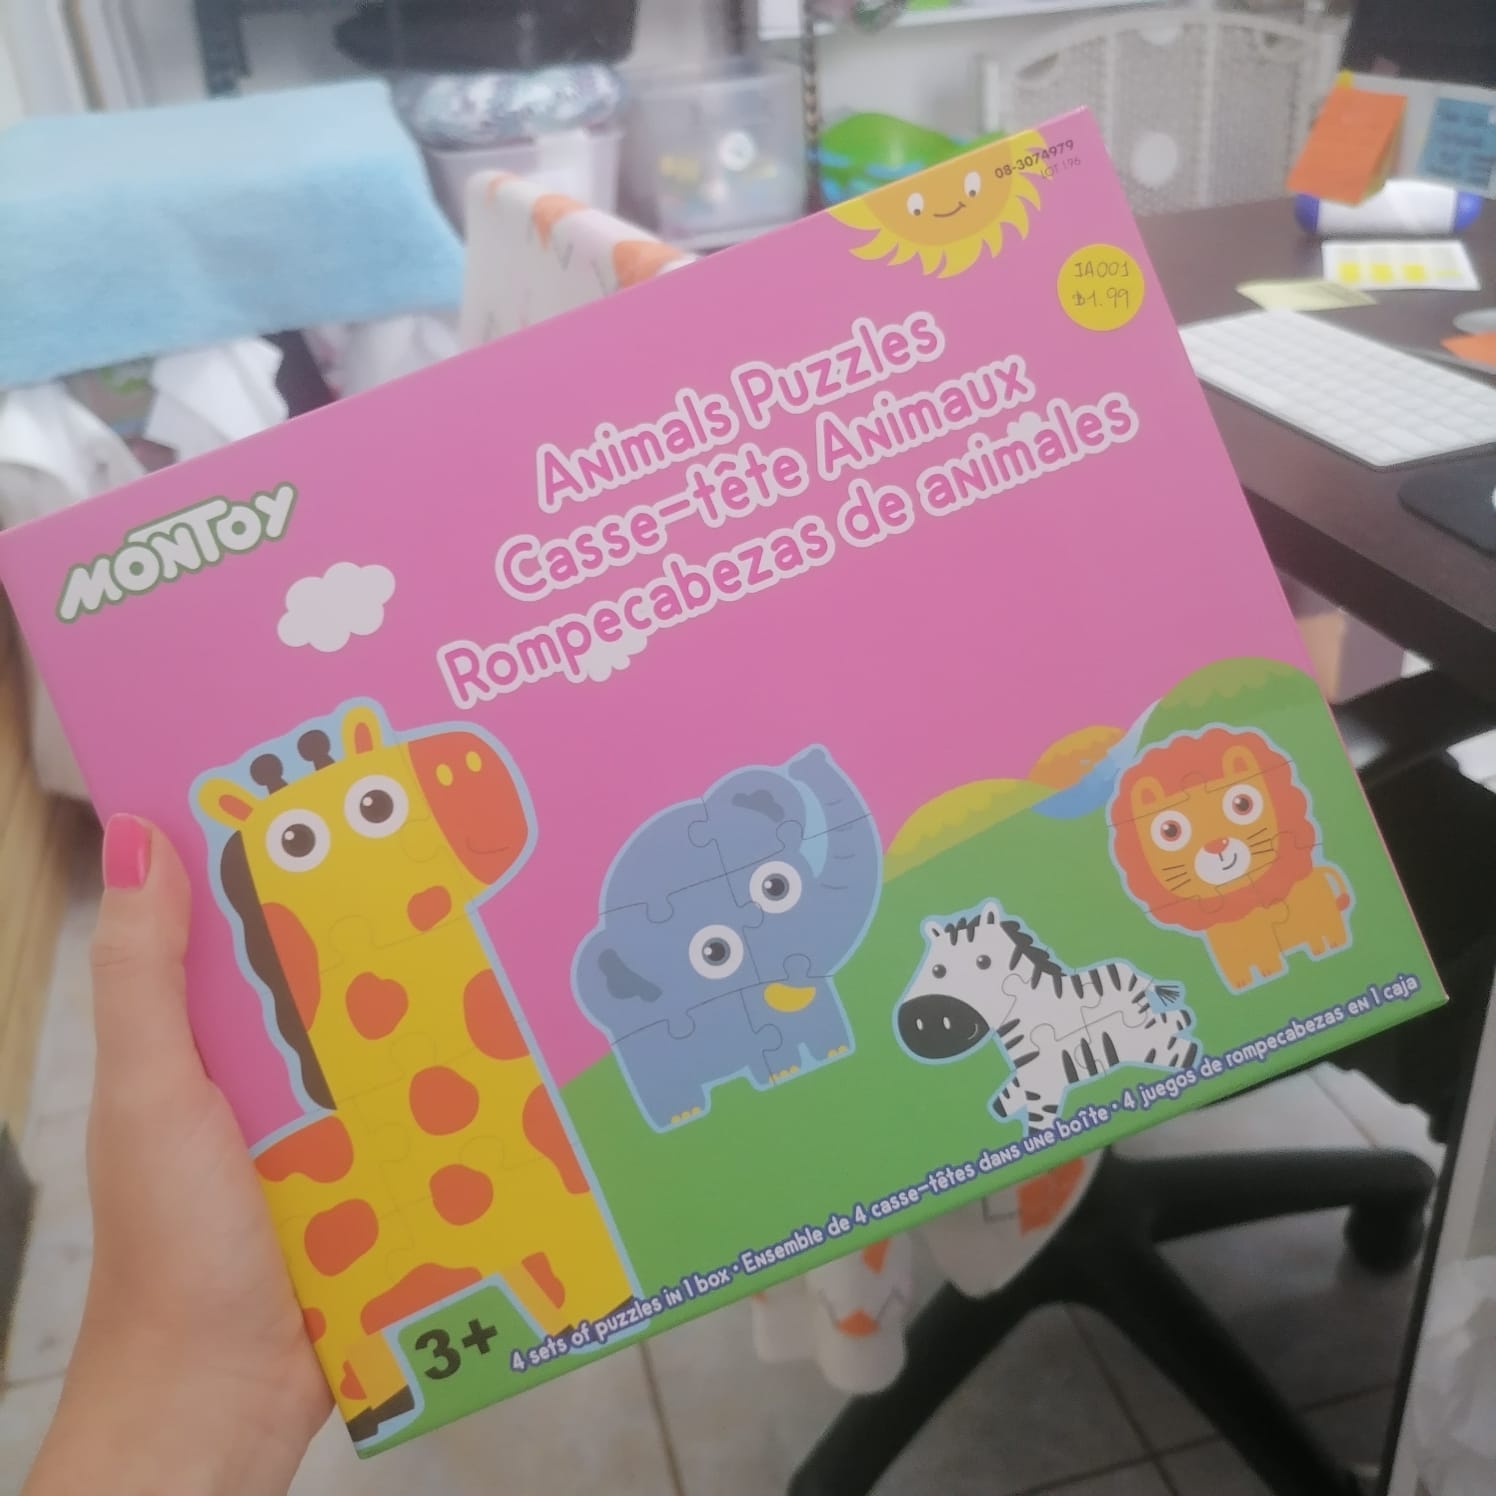 08-3074979
LOT 196
JA001
$1.99
Animals Puzzles
Casse-tête Animaux
Rompecabezas de animales
MONTOY
3+
4 sets of puzzles in 1 box · Ensemble de 4 casse-têtes dans une boîte · 4 juegos de rompecabezas en 1 caja